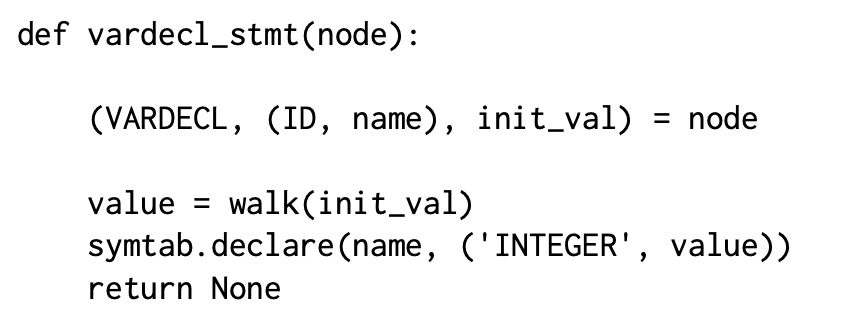 def vardecl_stmt(node):
    (VARDECL, (ID, name), init_val) = node
    value = walk(init_val)
    symtab.declare(name, ('INTEGER', value))
    return None